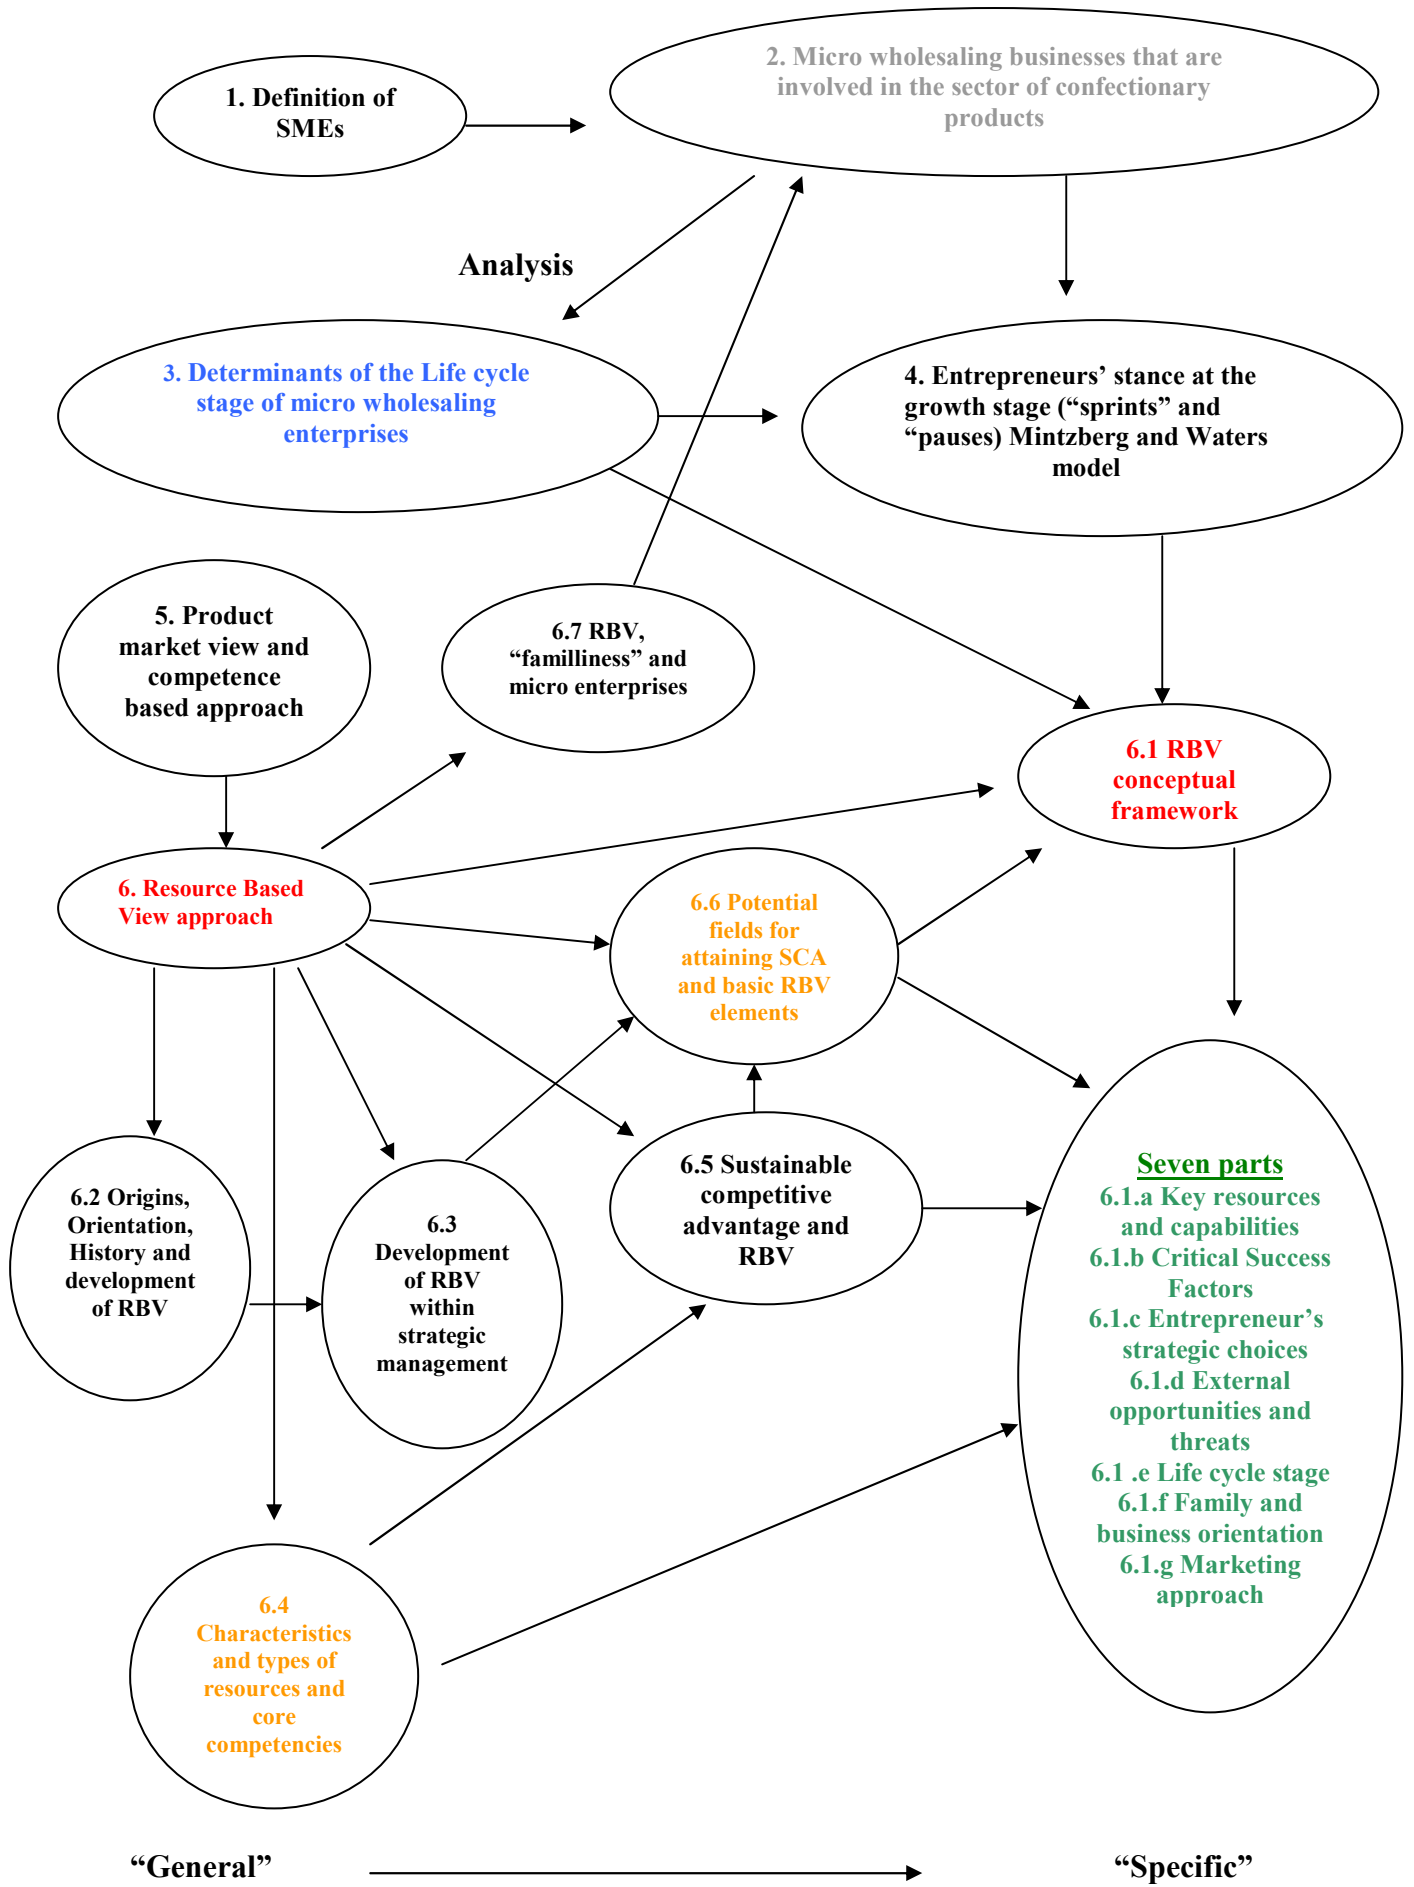 1. Definition of
SMEs
2. Micro wholesaling businesses that are
involved in the sector of confectionary
products
Analysis
3. Determinants of the Life cycle
stage of micro wholesaling
enterprises
4. Entrepreneurs’ stance at the
growth stage (“sprints” and
“pauses) Mintzberg and Waters
model
5. Product
market view and
competence
based approach
6.7 RBV,
“familliness” and
micro enterprises
6.1 RBV
conceptual
framework
6. Resource Based
View approach
6.6 Potential
fields for
attaining SCA
and basic RBV
elements
6.2 Origins,
Orientation,
History and
development
of RBV
6.3
Development
of RBV
within
strategic
management
6.5 Sustainable
competitive
advantage and
RBV
Seven parts
6.1.a Key resources
and capabilities
6.1.b Critical Success
Factors
6.1.c Entrepreneur’s
strategic choices
6.1.d External
opportunities and
threats
6.1 .e Life cycle stage
6.1.f Family and
business orientation
6.1.g Marketing
approach
6.4
Characteristics
and types of
resources and
core
competencies
“General”
“Specific”